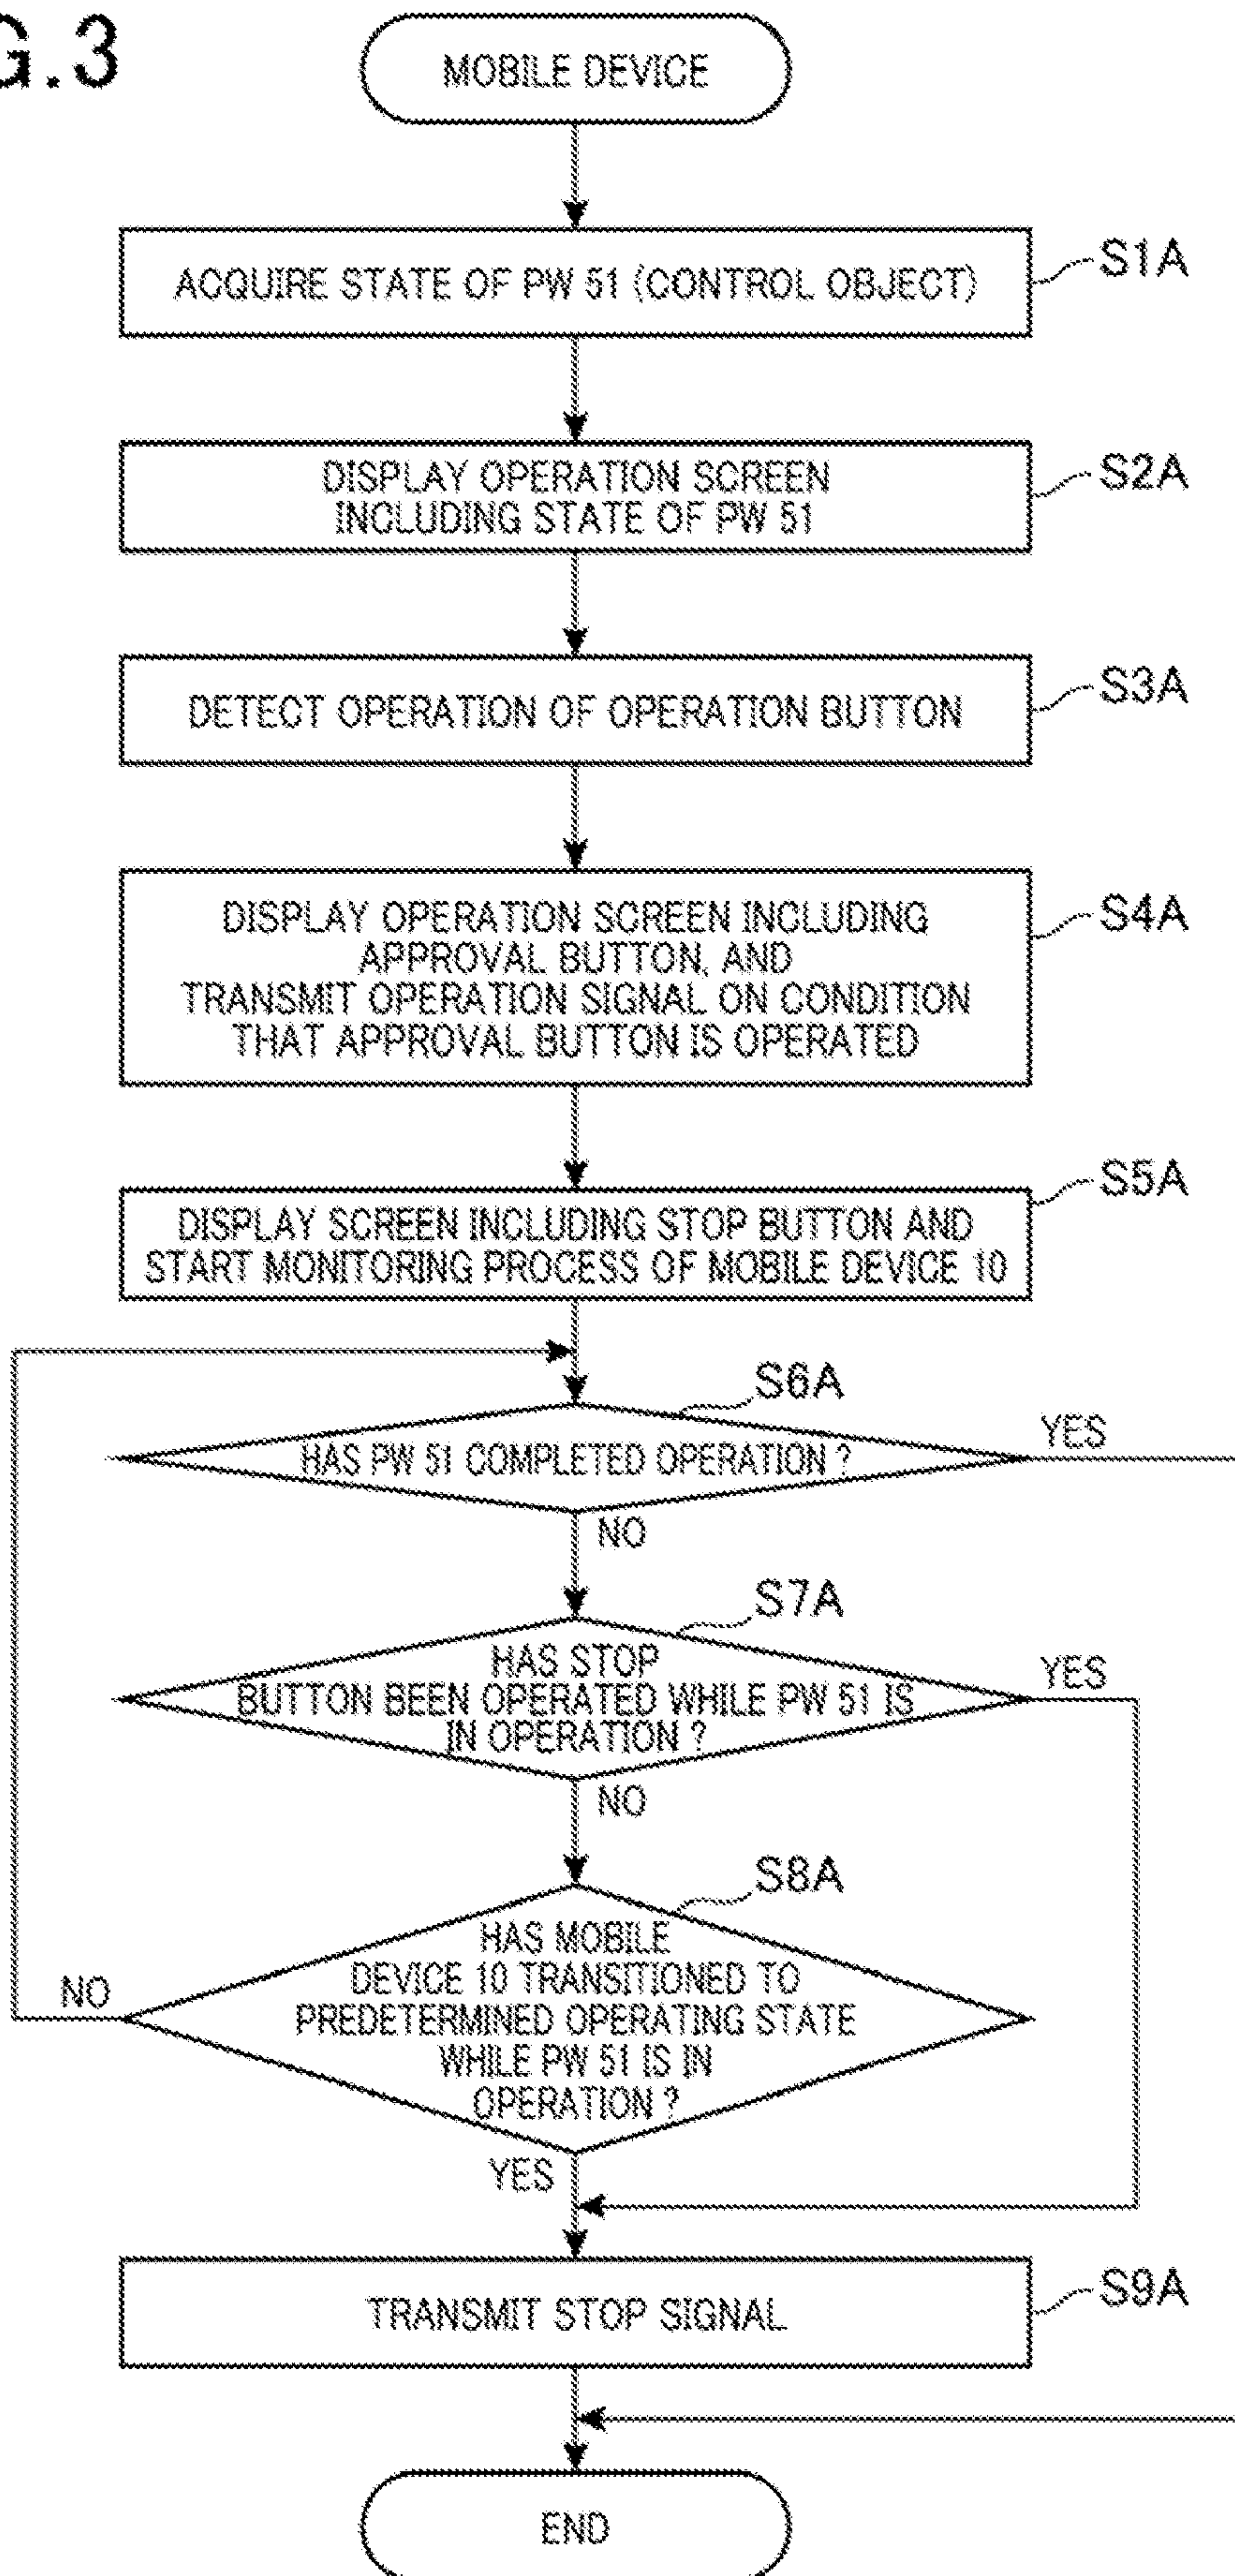 G.3
MOBILE DEVICE
ACQUIRE STATE OF PW 51 (CONTROL OBJECT)
S1A
DISPLAY OPERATION SCREEN
INCLUDING STATE OF PW 51
S2A
DETECT OPERATION OF OPERATION BUTTON
S3A
DISPLAY OPERATION SCREEN INCLUDING
APPROVAL BUTTON, AND
TRANSMIT OPERATION SIGNAL ON CONDITION
THAT APPROVAL BUTTON IS OPERATED
S4A
DISPLAY SCREEN INCLUDING STOP BUTTON AND
START MONITORING PROCESS OF MOBILE DEVICE 10
S5A
S6A
HAS PW 51 COMPLETED OPERATION ?
YES
NO
S7A
HAS STOP
BUTTON BEEN OPERATED WHILE PW 51 IS
IN OPERATION ?
YES
NO
S8A
HAS MOBILE
DEVICE 10 TRANSITIONED TO
PREDETERMINED OPERATING STATE
WHILE PW 51 IS IN
OPERATION ?
NO
YES
TRANSMIT STOP SIGNAL
S9A
END